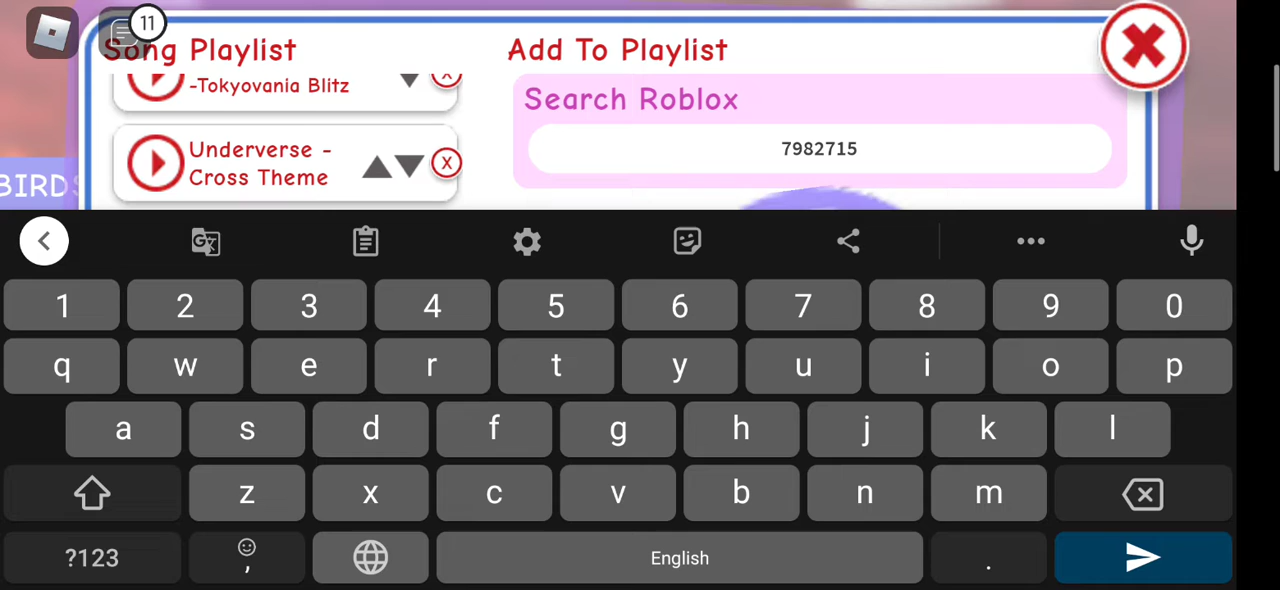 11
Song Playlist
Add To Playlist
-Tokyovania Blitz
X
Search Roblox
7982715
Underverse -
Cross Theme
X
BIRDS
1 2 3 4 5 6 7 8 9 0
q w e r t y u i o p
a s d f g h j k l
z x c v b n m
?123 , English .